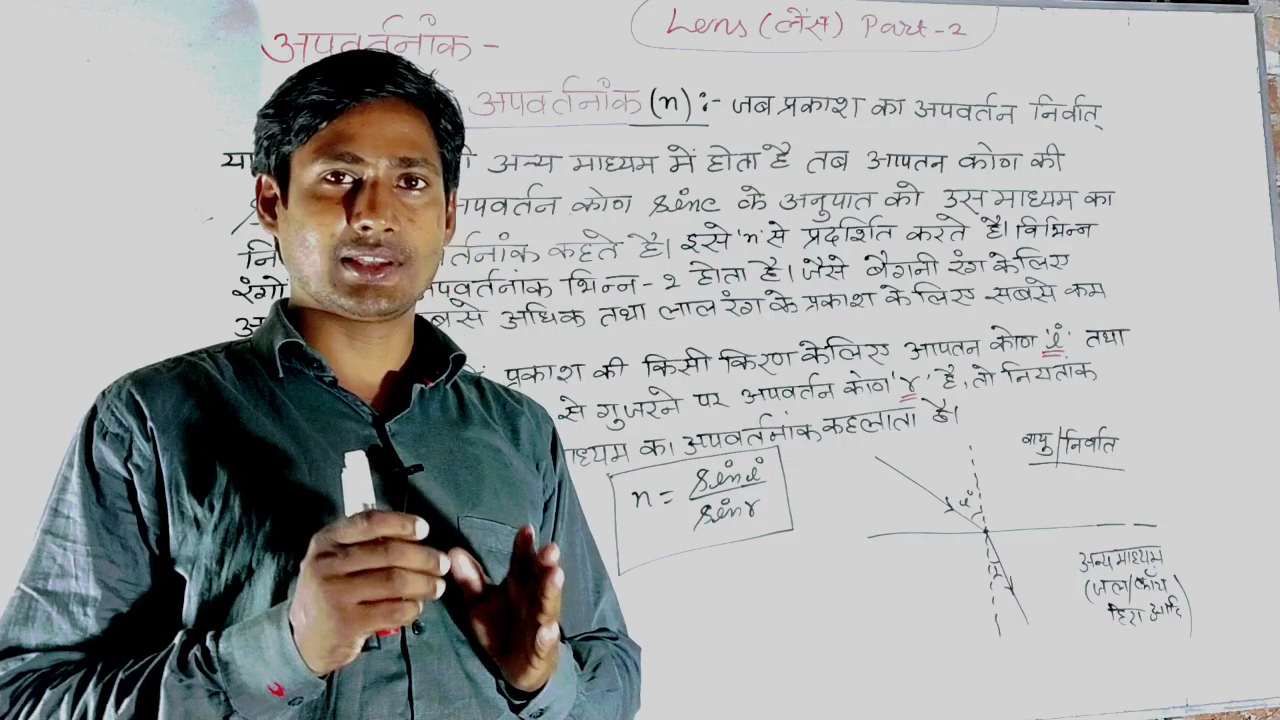 Lens (लेंस) Part-2
अपवर्तनांक -
अपवर्तनांक (n) :- जब प्रकाश का अपवर्तन निर्वात्
या अन्य माध्यम में होता है तब आपतन कोण की
अपवर्तन कोण sine के अनुपात को उस माध्यम का
नि र्तनांक कहते है। इसे 'n' से प्रदर्शित करते है। विभिन्न
रंगो अपवर्तनांक भिन्न-2 होता है। जैसे बैगनी रंग के लिए
सबसे अधिक तथा लाल रंग के प्रकाश के लिए सबसे कम
प्रकाश की किसी किरण के लिए आपतन कोण 'i' तथा
से गुजरने पर अपवर्तन कोण 'r' है, तो नियतांक
माध्यम का अपवर्तनांक कहलाता है।
n = sin i / sin r
वायु/निर्वात
i
r
अन्य माध्यम
(जल/काँच
हीरा आदि)